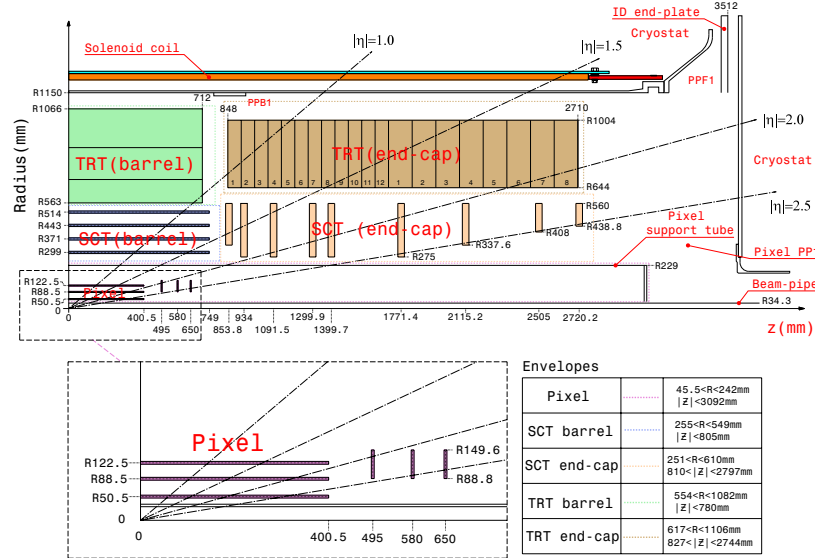 3512
ID end-plate
Cryostat
|η|=1.0
|η|=1.5
Solenoid coil
PPF1
R1150
PPB1
R1066
712
848
2710
R1004
|η|=2.0
TRT(barrel)
TRT(end-cap)
Cryostat
Radius(mm)
1 2 3 4 5 6 7 8 9 10 11 12 1 2 3 4 5 6 7 8
R644
R563
R514
R443
R371
R299
SCT(barrel)
SCT (end-cap)
R560
R438.8
R408
R337.6
R275
|η|=2.5
Pixel
support tube
Pixel PP1
R229
R122.5
R88.5
R50.5
Pixel
Beam-pipe
R34.3
0
0
400.5
495
580
650
749
853.8
934
1091.5
1299.9
1399.7
1771.4
2115.2
2505
2720.2
z(mm)
Pixel
R122.5
R88.5
R50.5
0
R149.6
R88.8
0
400.5
495
580
650
Envelopes
Pixel
45.5<R<242mm
|Z|<3092mm
SCT barrel
255<R<549mm
|Z|<805mm
SCT end-cap
251<R<610mm
810<|Z|<2797mm
TRT barrel
554<R<1082mm
|Z|<780mm
TRT end-cap
617<R<1106mm
827<|Z|<2744mm